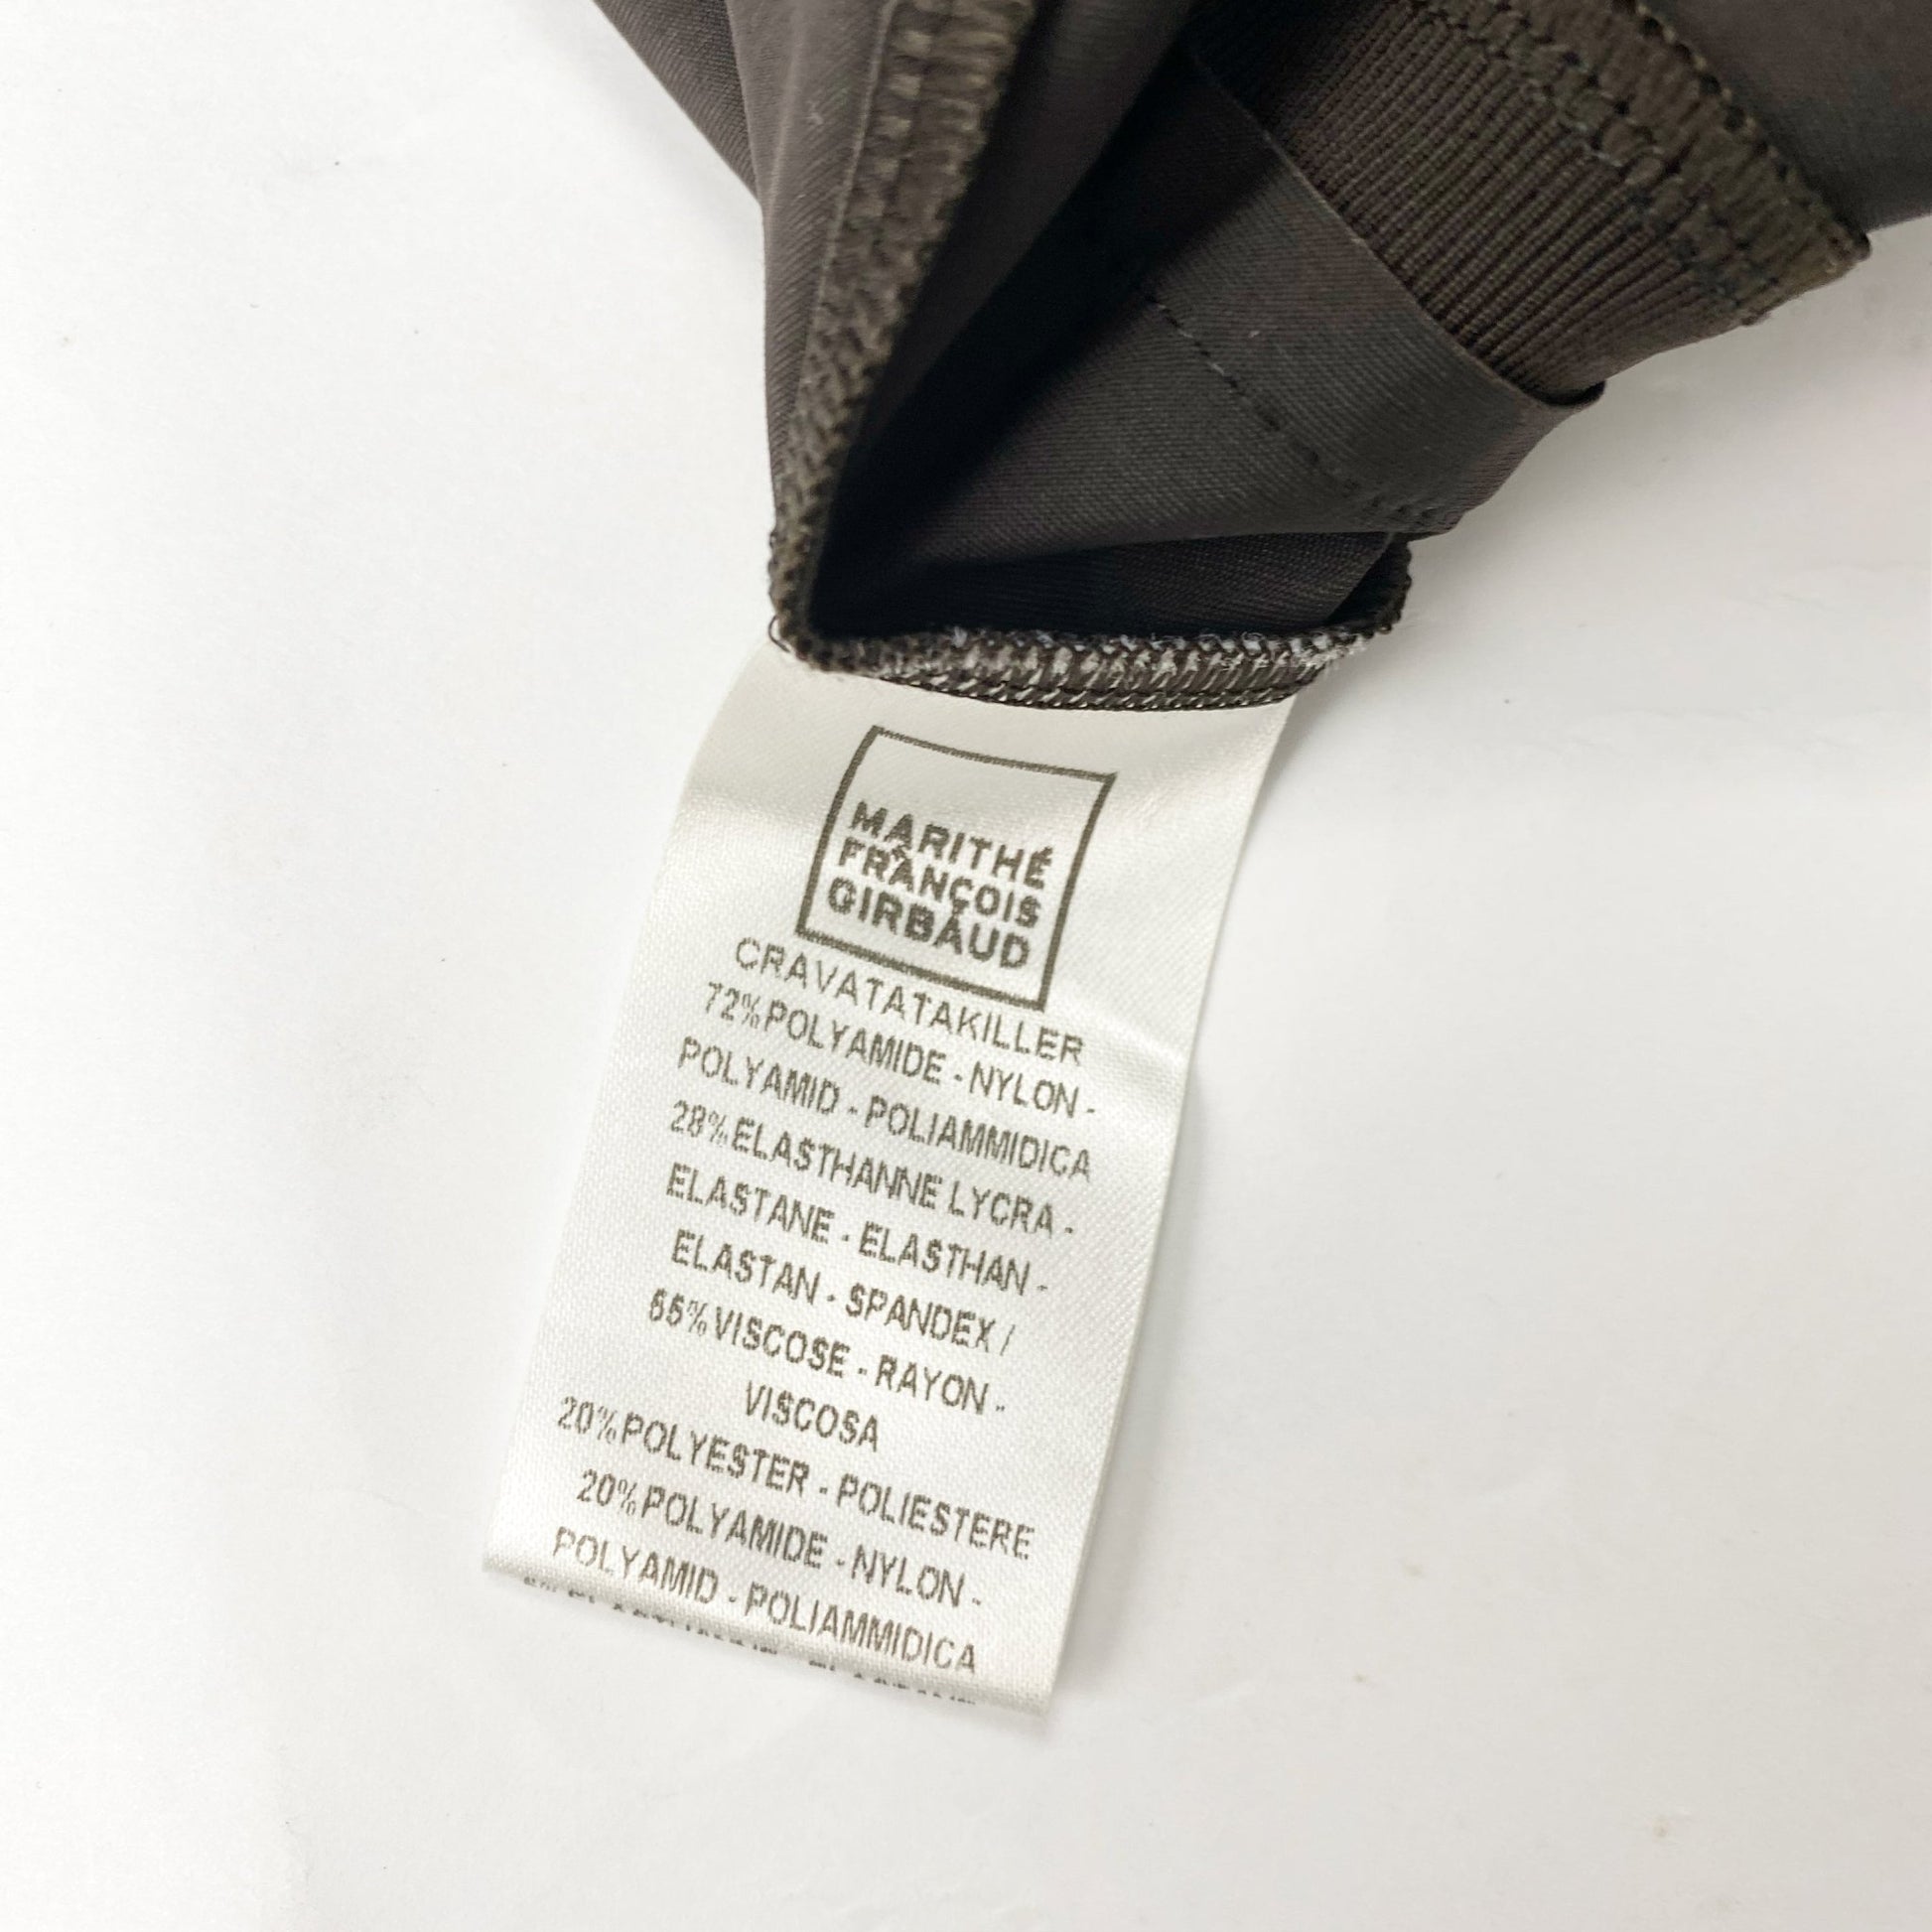 MARITHÉ
FRANÇOIS
GIRBAUD
CRAVATATAKILLER
72% POLYAMIDE - NYLON -
POLYAMID - POLIAMMIDICA
28% ELASTHANNE LYCRA -
ELASTANE - ELASTHAN -
ELASTAN - SPANDEX /
55% VISCOSE - RAYON -
VISCOSA
20% POLYESTER - POLIESTERE
20% POLYAMIDE - NYLON -
POLYAMID - POLIAMMIDICA